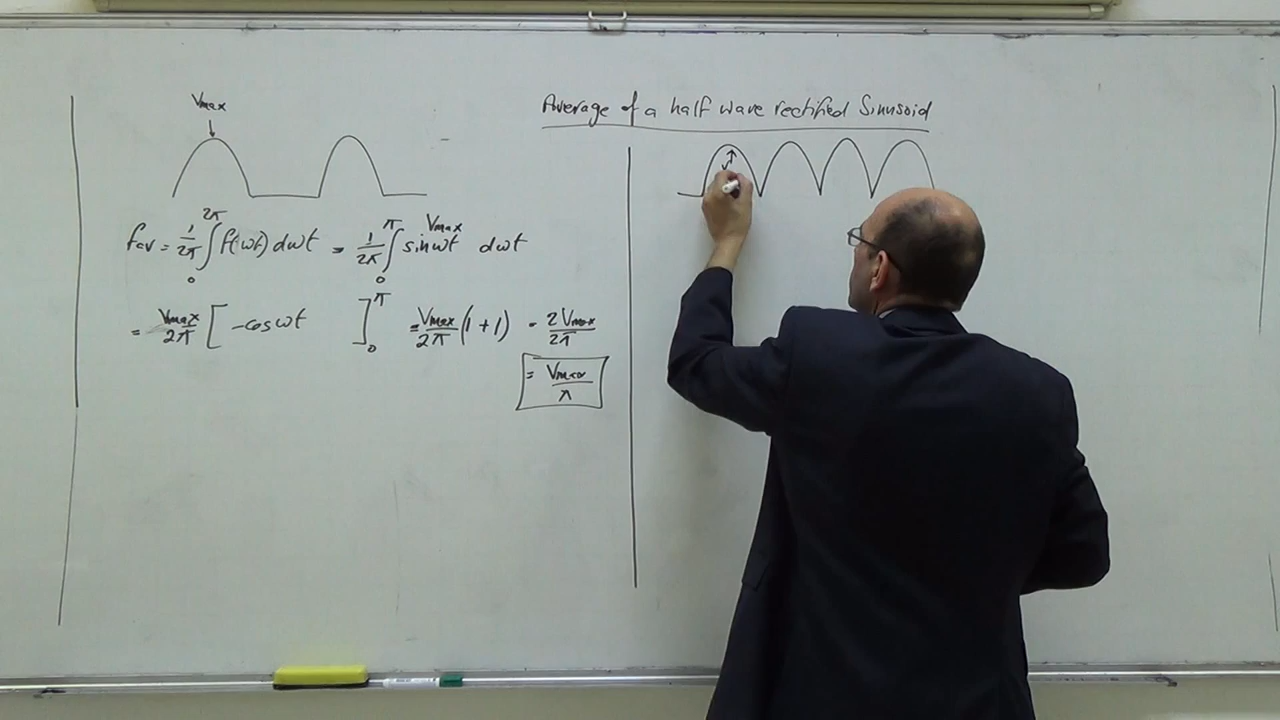 Average of a half wave rectified Sinusoid
Vmax
fav = 1/2π ∫₀^2π f(ωt) dωt = 1/2π ∫₀^π Vmax sinωt dωt
= Vmax/2π [ -cosωt ]₀^π = Vmax/2π (1 + 1) = 2Vmax/2π
= Vmax/π